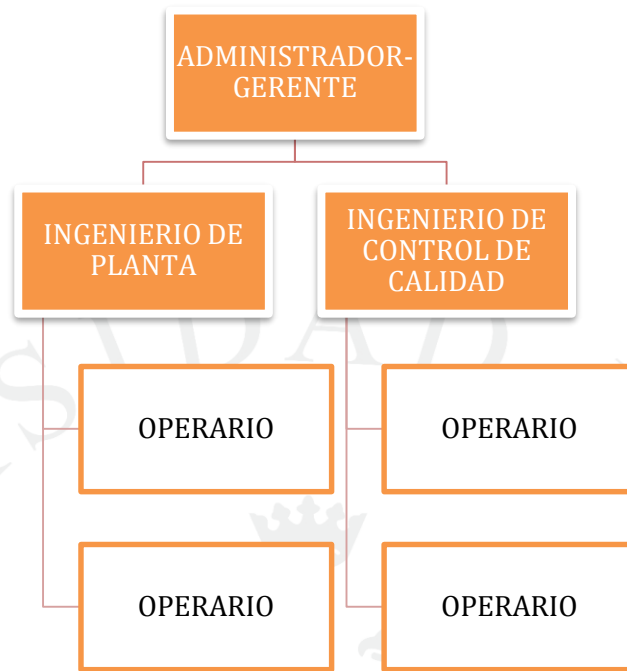 ADMINISTRADOR-
GERENTE
INGENIERIO DE
PLANTA
INGENIERIO DE
CONTROL DE
CALIDAD
OPERARIO
OPERARIO
OPERARIO
OPERARIO